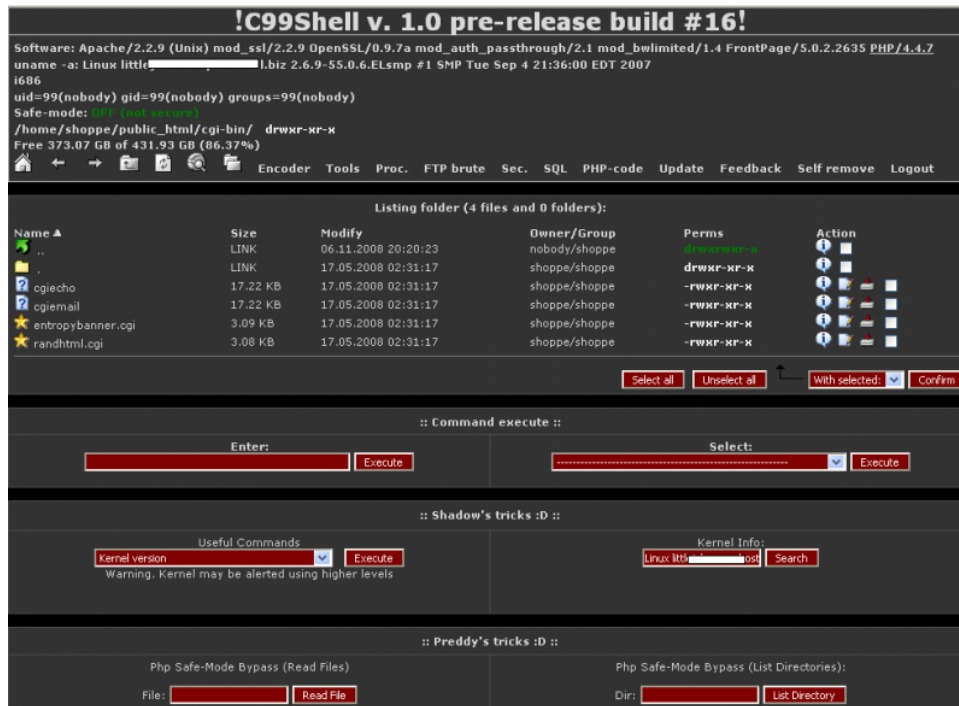 !C99Shell v. 1.0 pre-release build #16!
Software: Apache/2.2.9 (Unix) mod_ssl/2.2.9 OpenSSL/0.9.7a mod_auth_passthrough/2.1 mod_bwlimited/1.4 FrontPage/5.0.2.2635 PHP/4.4.7
uname -a: Linux little l.biz 2.6.9-55.0.6.ELsmp #1 SMP Tue Sep 4 21:36:00 EDT 2007
i686
uid=99(nobody) gid=99(nobody) groups=99(nobody)
Safe-mode: OFF (not secure)
/home/shoppe/public_html/cgi-bin/ drwxr-xr-x
Free 373.07 GB of 431.93 GB (86.37%)
Encoder Tools Proc. FTP brute Sec. SQL PHP-code Update Feedback Self remove Logout
Listing folder (4 files and 0 folders):
Name Size Modify Owner/Group Perms Action
.. LINK 06.11.2008 20:20:23 nobody/shoppe drwxrwxr-x
. LINK 17.05.2008 02:31:17 shoppe/shoppe drwxr-xr-x
cgiecho 17.22 KB 17.05.2008 02:31:17 shoppe/shoppe -rwxr-xr-x
cgiemail 17.22 KB 17.05.2008 02:31:17 shoppe/shoppe -rwxr-xr-x
entropybanner.cgi 3.09 KB 17.05.2008 02:31:17 shoppe/shoppe -rwxr-xr-x
randhtml.cgi 3.08 KB 17.05.2008 02:31:17 shoppe/shoppe -rwxr-xr-x
Select all Unselect all With selected: Confirm
:: Command execute ::
Enter: Select:
Execute ---------------------------------------------------------------- Execute
:: Shadow's tricks :D ::
Useful Commands Kernel Info:
Kernel version Execute Linux littl ost Search
Warning. Kernel may be alerted using higher levels
:: Preddy's tricks :D ::
Php Safe-Mode Bypass (Read Files) Php Safe-Mode Bypass (List Directories):
File: Read File Dir: List Directory